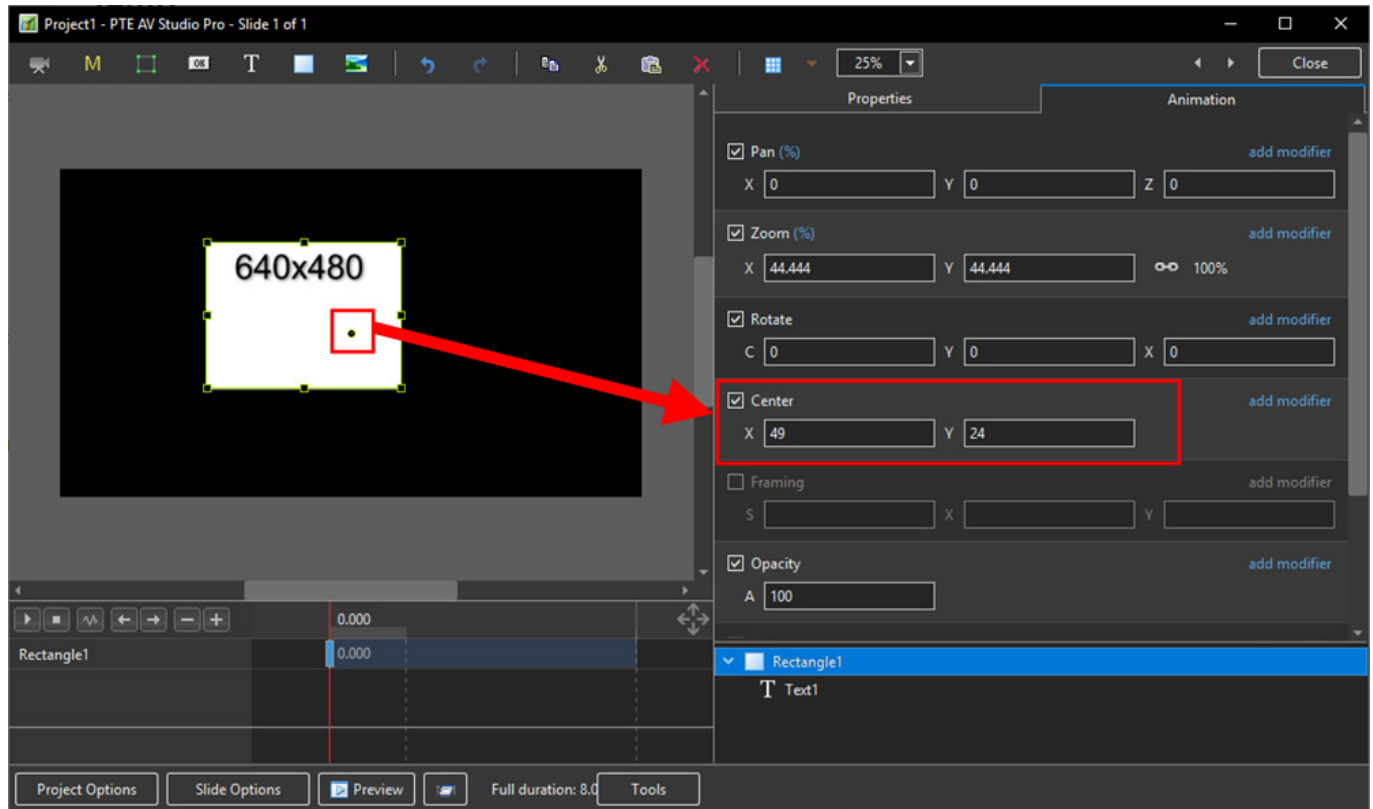 Project1 - PTE AV Studio Pro - Slide 1 of 1
M OK T 25% Close
Properties Animation
Pan (%) add modifier
X 0 Y 0 Z 0
Zoom (%) add modifier
X 44.444 Y 44.444 100%
640x480
Rotate add modifier
C 0 Y 0 X 0
Center add modifier
X 49 Y 24
Framing add modifier
S X Y
Opacity add modifier
A 100
0.000
Rectangle1 0.000
Rectangle1
T Text1
Project Options Slide Options Preview Full duration: 8.0 Tools